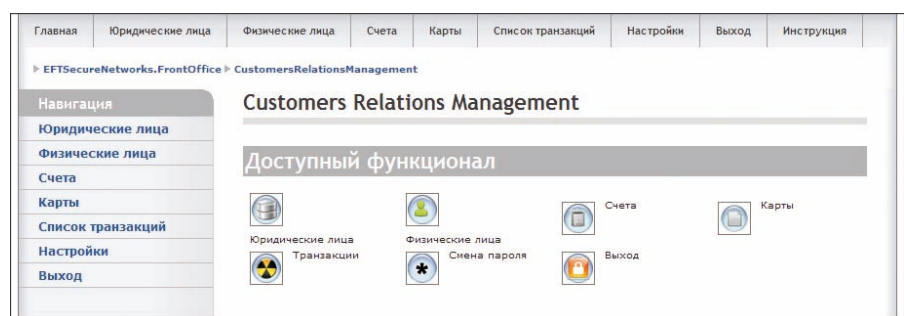 Главная Юридические лица Физические лица Счета Карты Список транзакций Настройки Выход Инструкция
EFTSecureNetworks.FrontOffice CustomersRelationsManagement
Навигация
Юридические лица
Физические лица
Счета
Карты
Список транзакций
Настройки
Выход
Customers Relations Management
Доступный функционал
Юридические лица
Физические лица
Счета
Карты
Транзакции
Смена пароля
Выход